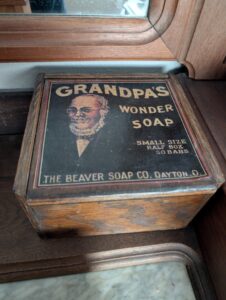 GRANDPA'S
WONDER
SOAP
SMALL SIZE
HALF BOX
50 BARS
THE BEAVER SOAP CO. DAYTON. O.